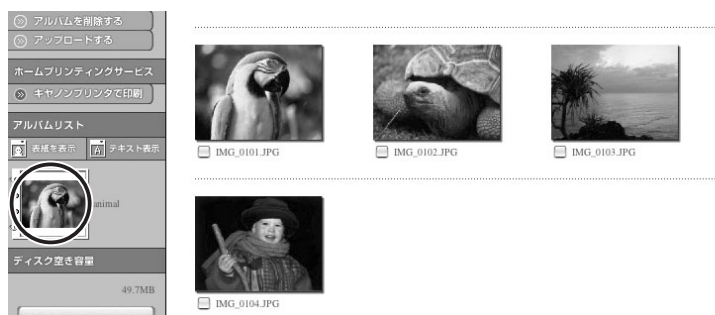 アルバムを削除する
アップロートする
ホームプリンティングサービス
キヤノンプリンタで印刷
アルバムリスト
表紙を表示
テキスト表示
animal
ディスク空き容量
49.7MB
IMG_0101.JPG
IMG_0102.JPG
IMG_0103.JPG
IMG_0104.JPG